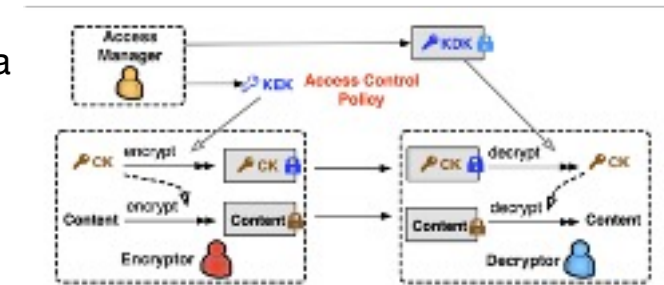 a
Access
Manager
KDK
KEK
Access Control
Policy
CK
encrypt
CK
CK
decrypt
CK
Content
encrypt
Content
Content
decrypt
Content
Encryptor
Decryptor